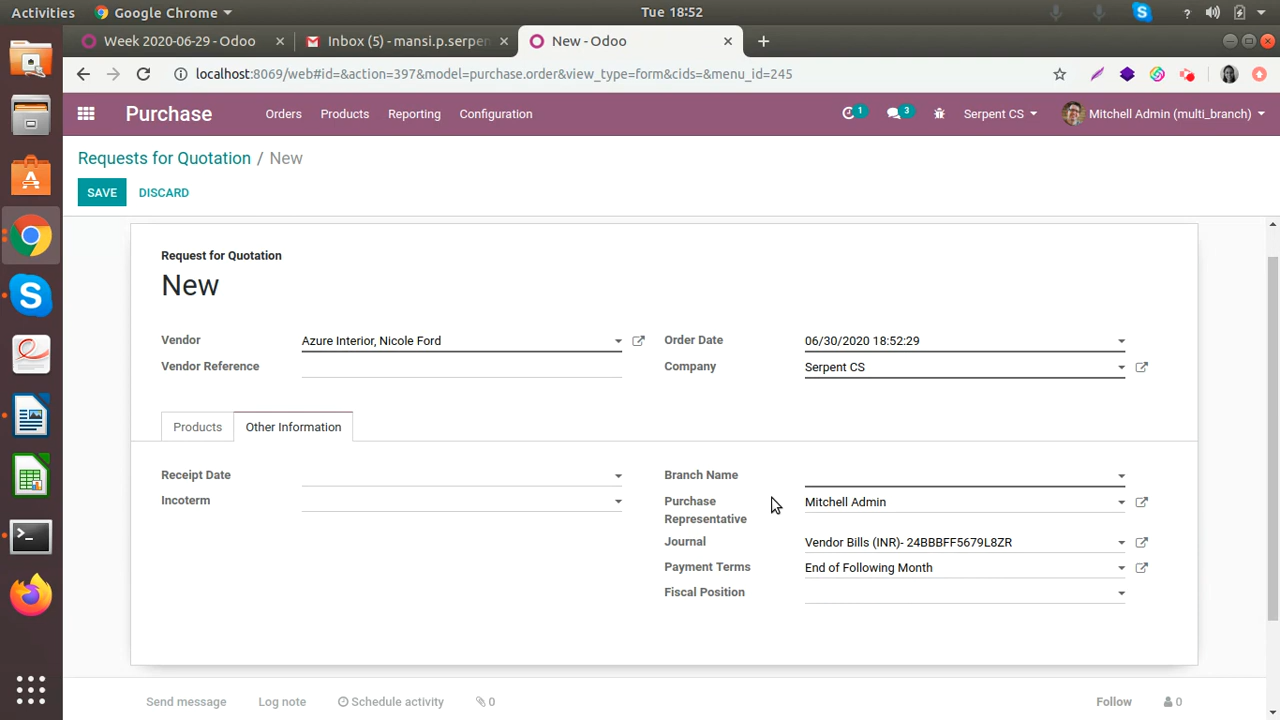 Activities Google Chrome Tue 18:52 ?
Week 2020-06-29 - Odoo × Inbox (5) - mansi.p.serpen × New - Odoo × +
localhost:8069/web#id=&action=397&model=purchase.order&view_type=form&cids=&menu_id=245
Purchase Orders Products Reporting Configuration 1 3 Serpent CS Mitchell Admin (multi_branch)
Requests for Quotation / New
SAVE DISCARD
Request for Quotation
New
Vendor Azure Interior, Nicole Ford Order Date 06/30/2020 18:52:29
Vendor Reference Company Serpent CS
Products Other Information
Receipt Date Branch Name
Incoterm Purchase Representative Mitchell Admin
Journal Vendor Bills (INR)- 24BBBFF5679L8ZR
Payment Terms End of Following Month
Fiscal Position
Send message Log note Schedule activity 0 Follow 0